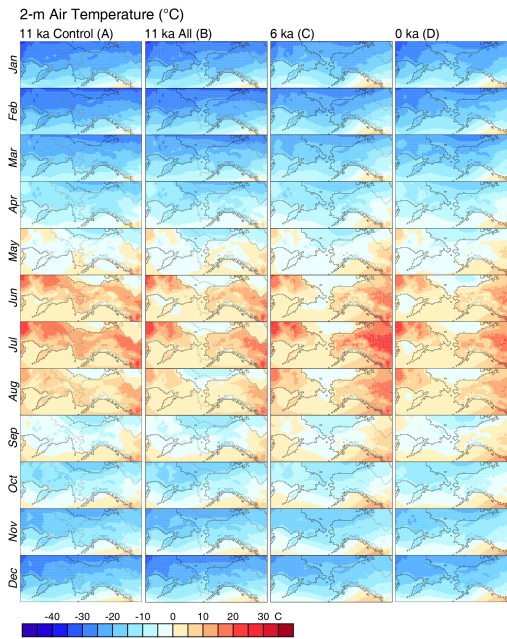 2-m Air Temperature (°C)
11 ka Control (A) 11 ka All (B) 6 ka (C) 0 ka (D)
Jan
Feb
Mar
Apr
May
Jun
Jul
Aug
Sep
Oct
Nov
Dec
-40 -30 -20 -10 0 10 20 30 C